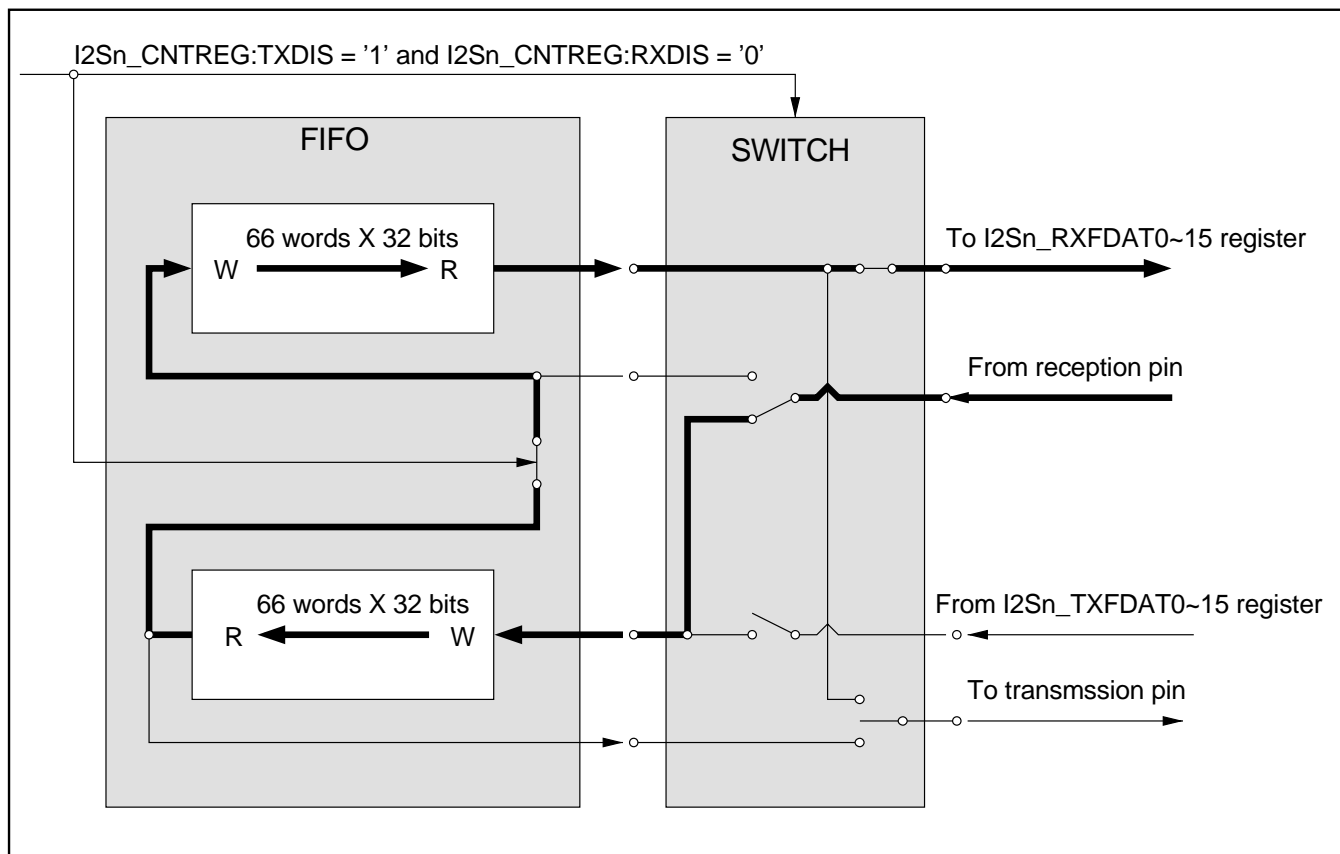 I2Sn_CNTREG:TXDIS = '1' and I2Sn_CNTREG:RXDIS = '0'
FIFO
SWITCH
66 words X 32 bits
W
R
To I2Sn_RXFDAT0~15 register
From reception pin
66 words X 32 bits
R
W
From I2Sn_TXFDAT0~15 register
To transmssion pin